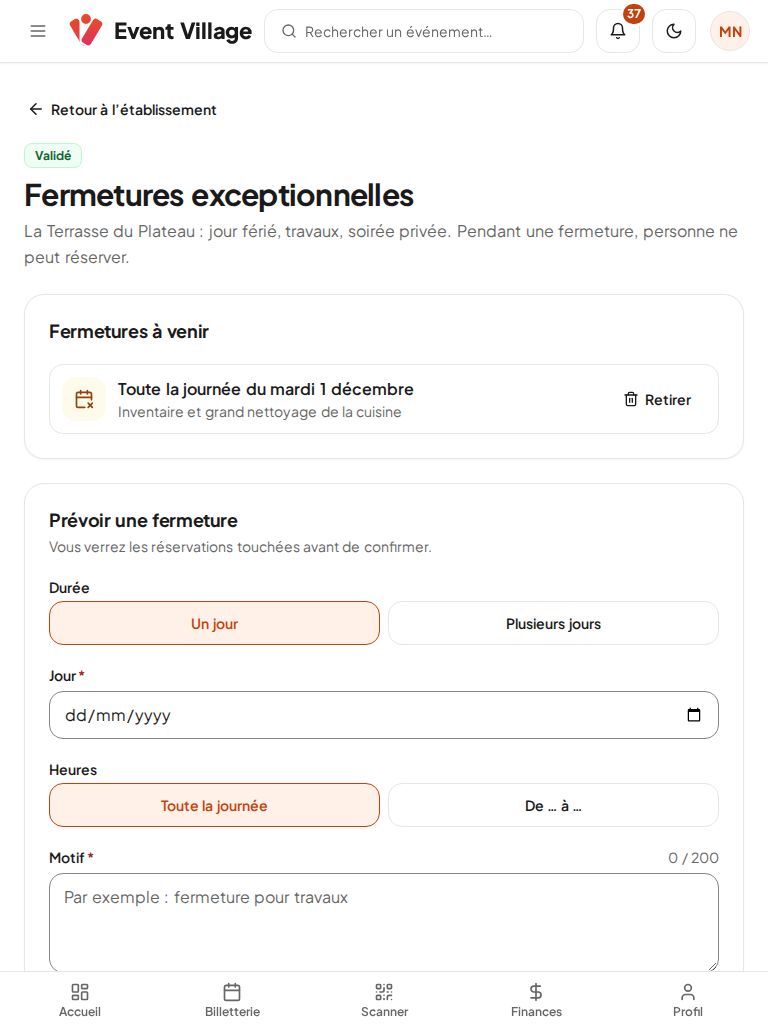 Event Village
Rechercher un événement...
37
MN
Retour à l'établissement
Validé
Fermetures exceptionnelles
La Terrasse du Plateau : jour férié, travaux, soirée privée. Pendant une fermeture, personne ne
peut réserver.
Fermetures à venir
Toute la journée du mardi 1 décembre
Inventaire et grand nettoyage de la cuisine
Retirer
Prévoir une fermeture
Vous verrez les réservations touchées avant de confirmer.
Durée
Un jour
Plusieurs jours
Jour *
dd/mm/yyyy
Heures
Toute la journée
De ... à ...
Motif *
0 / 200
Par exemple : fermeture pour travaux
Accueil
Billetterie
Scanner
Finances
Profil